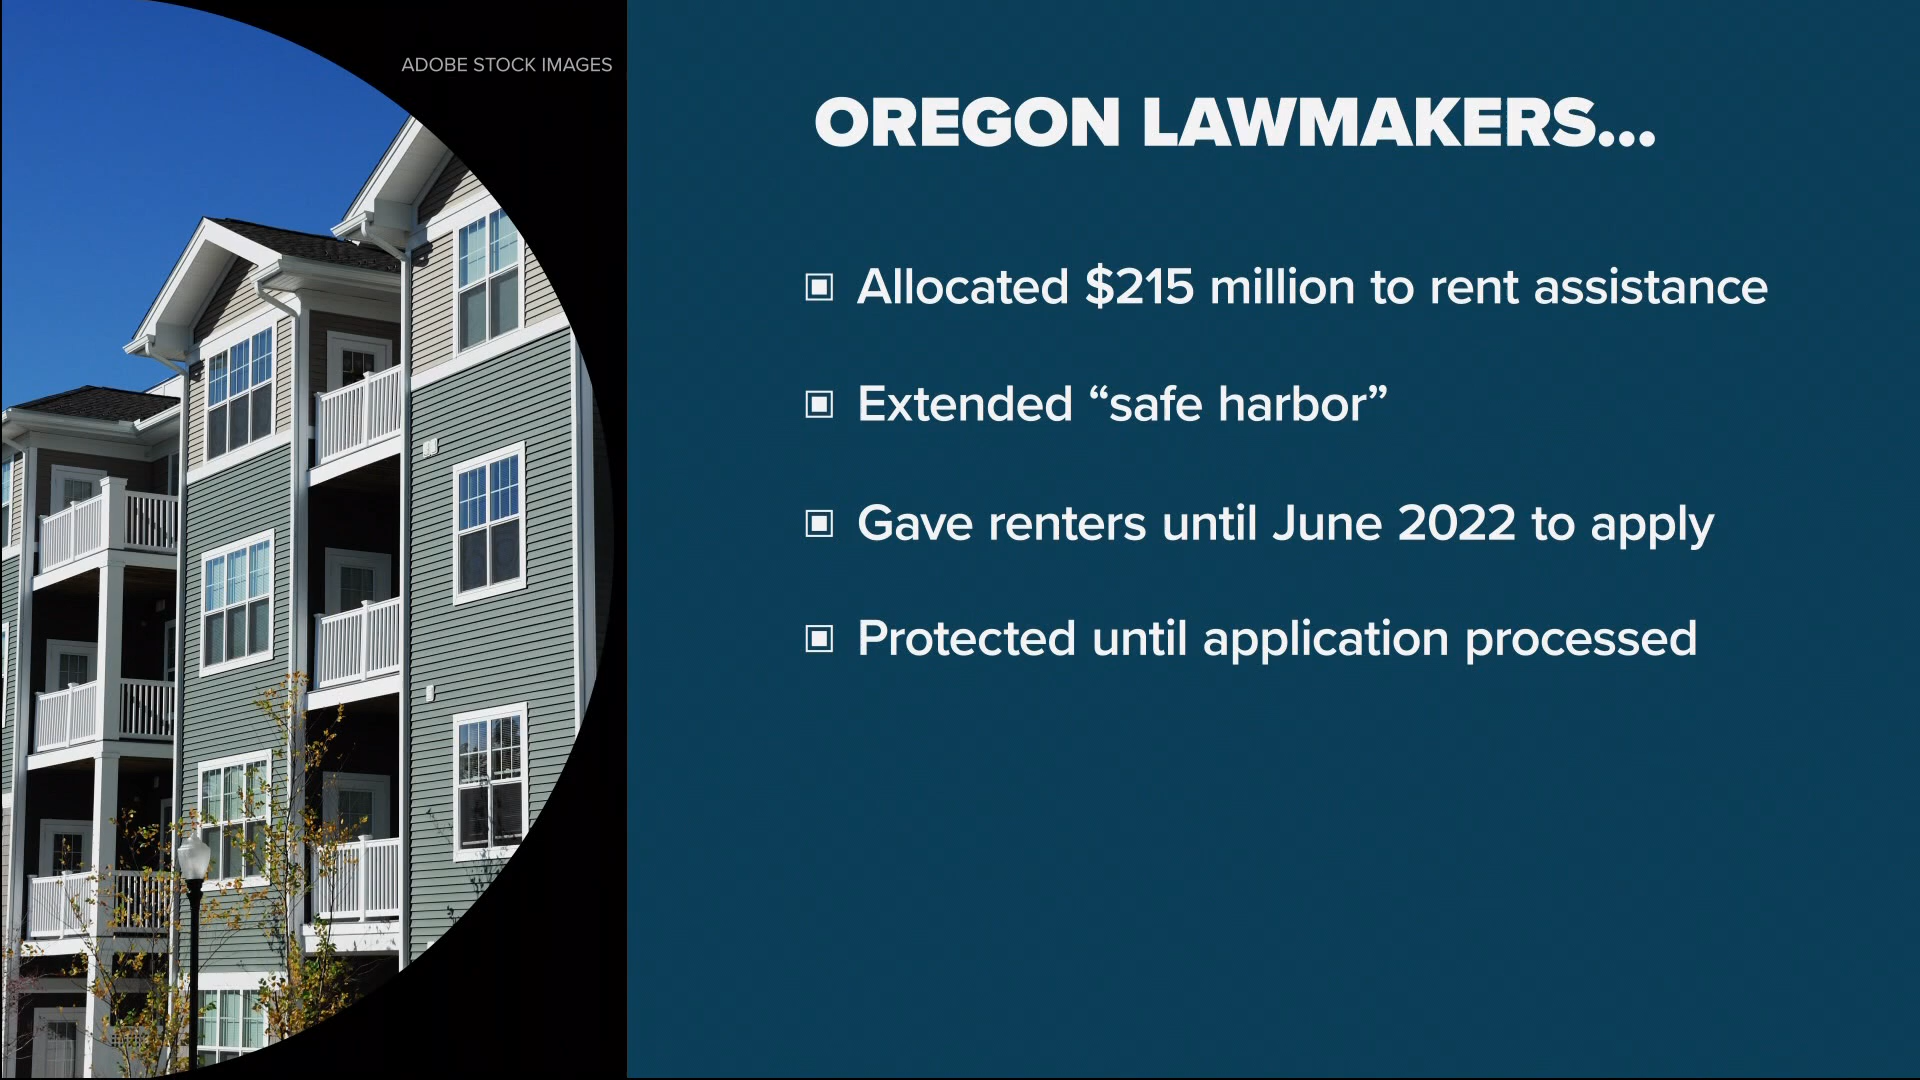 ADOBE STOCK IMAGES
OREGON LAWMAKERS...
Allocated $215 million to rent assistance
Extended “safe harbor”
Gave renters until June 2022 to apply
Protected until application processed